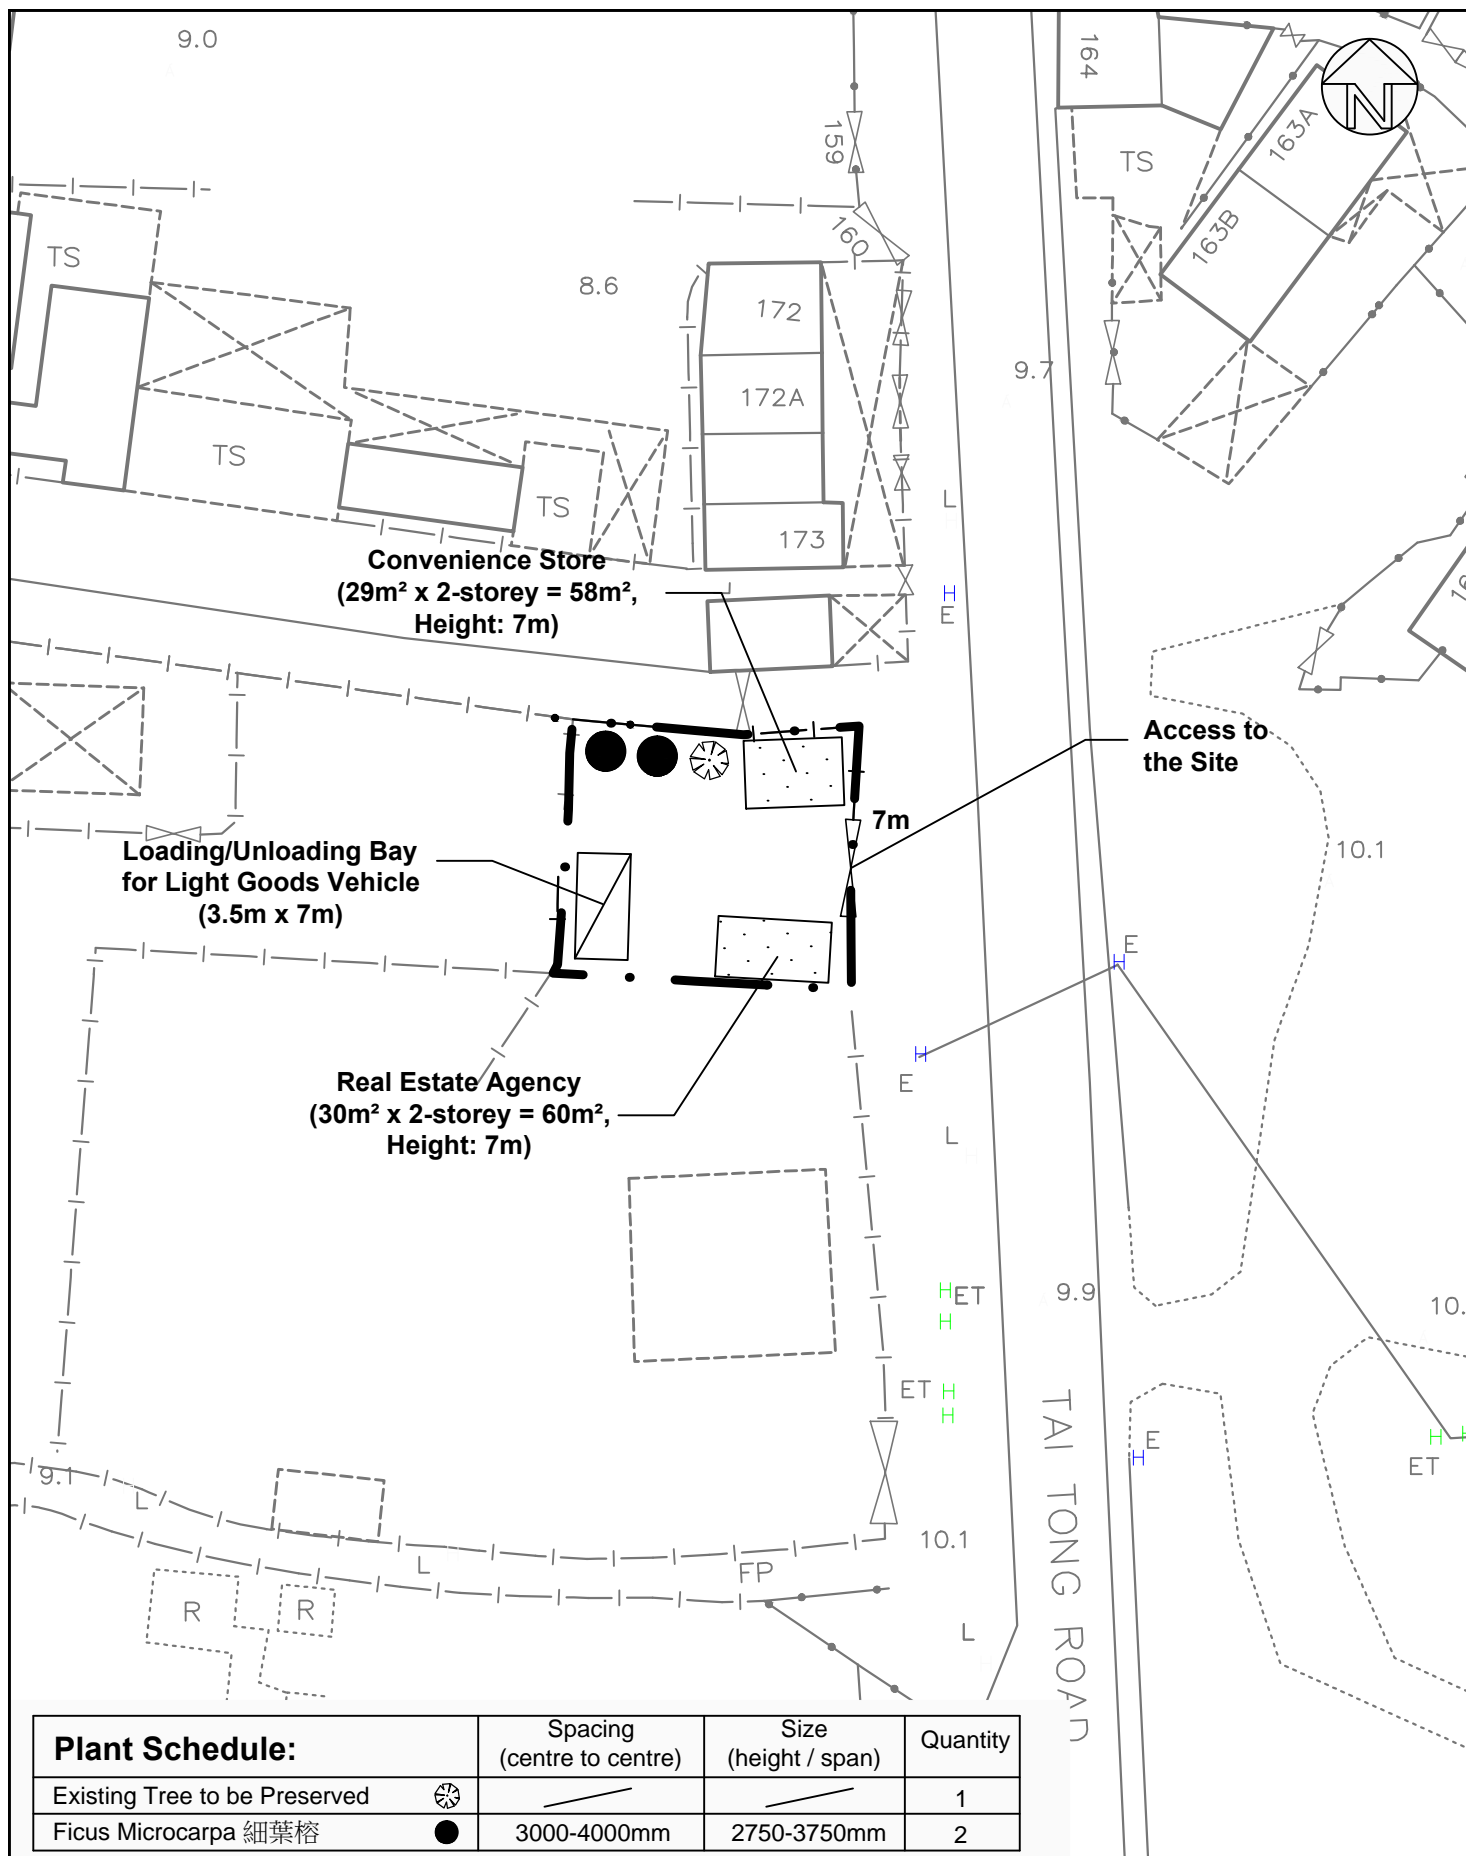 9.0
N
164
159
TS
163A
163B
160
TS
8.6
172
9.7
172A
TS
TS
L
173
Convenience Store
(29m² x 2-storey = 58m²,
Height: 7m)
H
E
Access to
the Site
7m
10.1
Loading/Unloading Bay
for Light Goods Vehicle
(3.5m x 7m)
E
H
H
E
Real Estate Agency
(30m² x 2-storey = 60m²,
Height: 7m)
L
H
ET
H
9.9
ET
H
H
TAI TONG ROAD
E
H
H
ET
9.1
L
L
FP
10.1
R
R
L
Plant Schedule:
Spacing
(centre to centre)
Size
(height / span)
Quantity
Existing Tree to be Preserved
1
Ficus Microcarpa 細葉榕
3000-4000mm
2750-3750mm
2